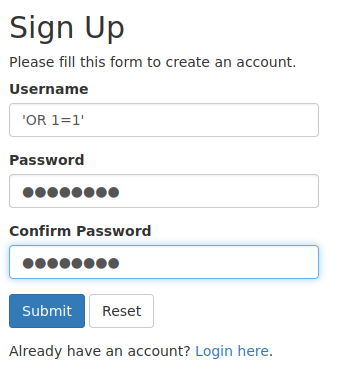 Sign Up
Please fill this form to create an account.
Username
'OR 1=1'
Password
●●●●●●●●
Confirm Password
●●●●●●●●
Submit Reset
Already have an account? Login here.